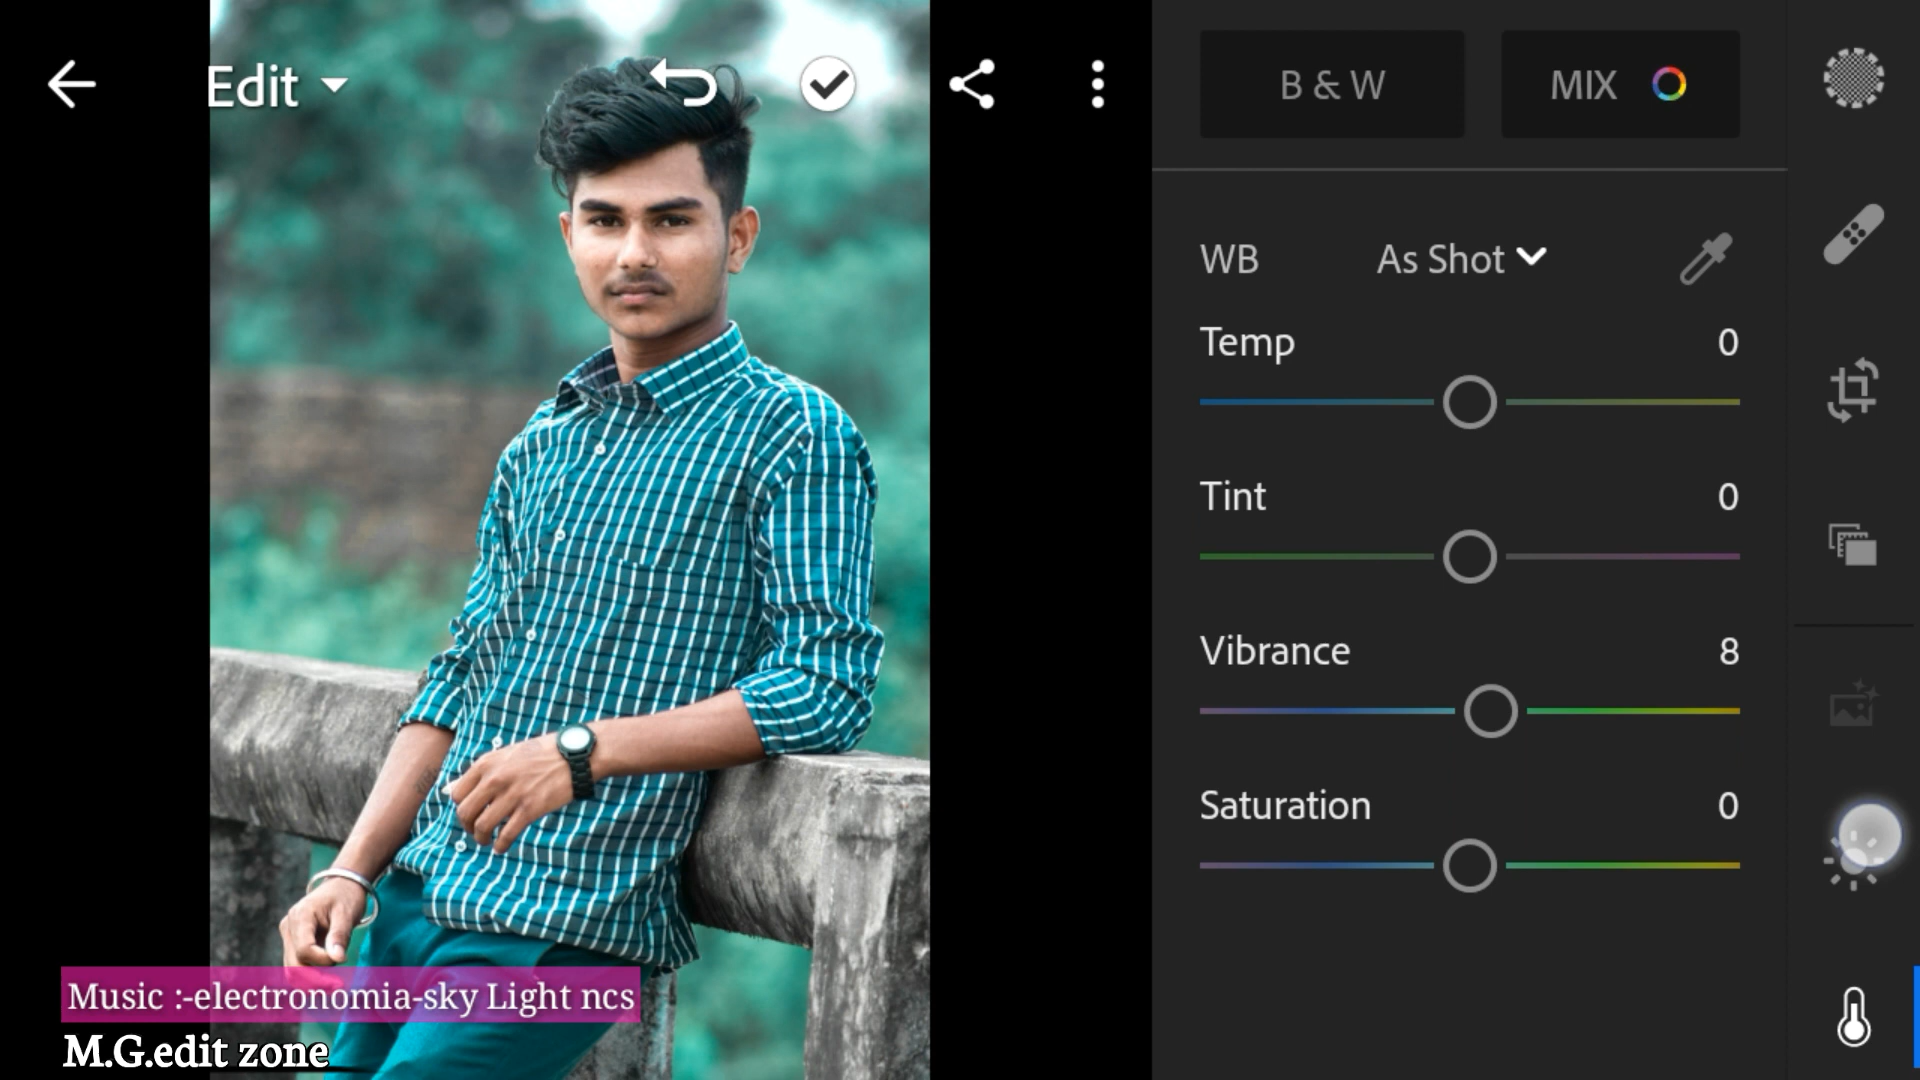 Edit
B & W
MIX
WB
As Shot
Temp
0
Tint
0
Vibrance
8
Saturation
0
Music :-electronomia-sky Light ncs
M.G.edit zone